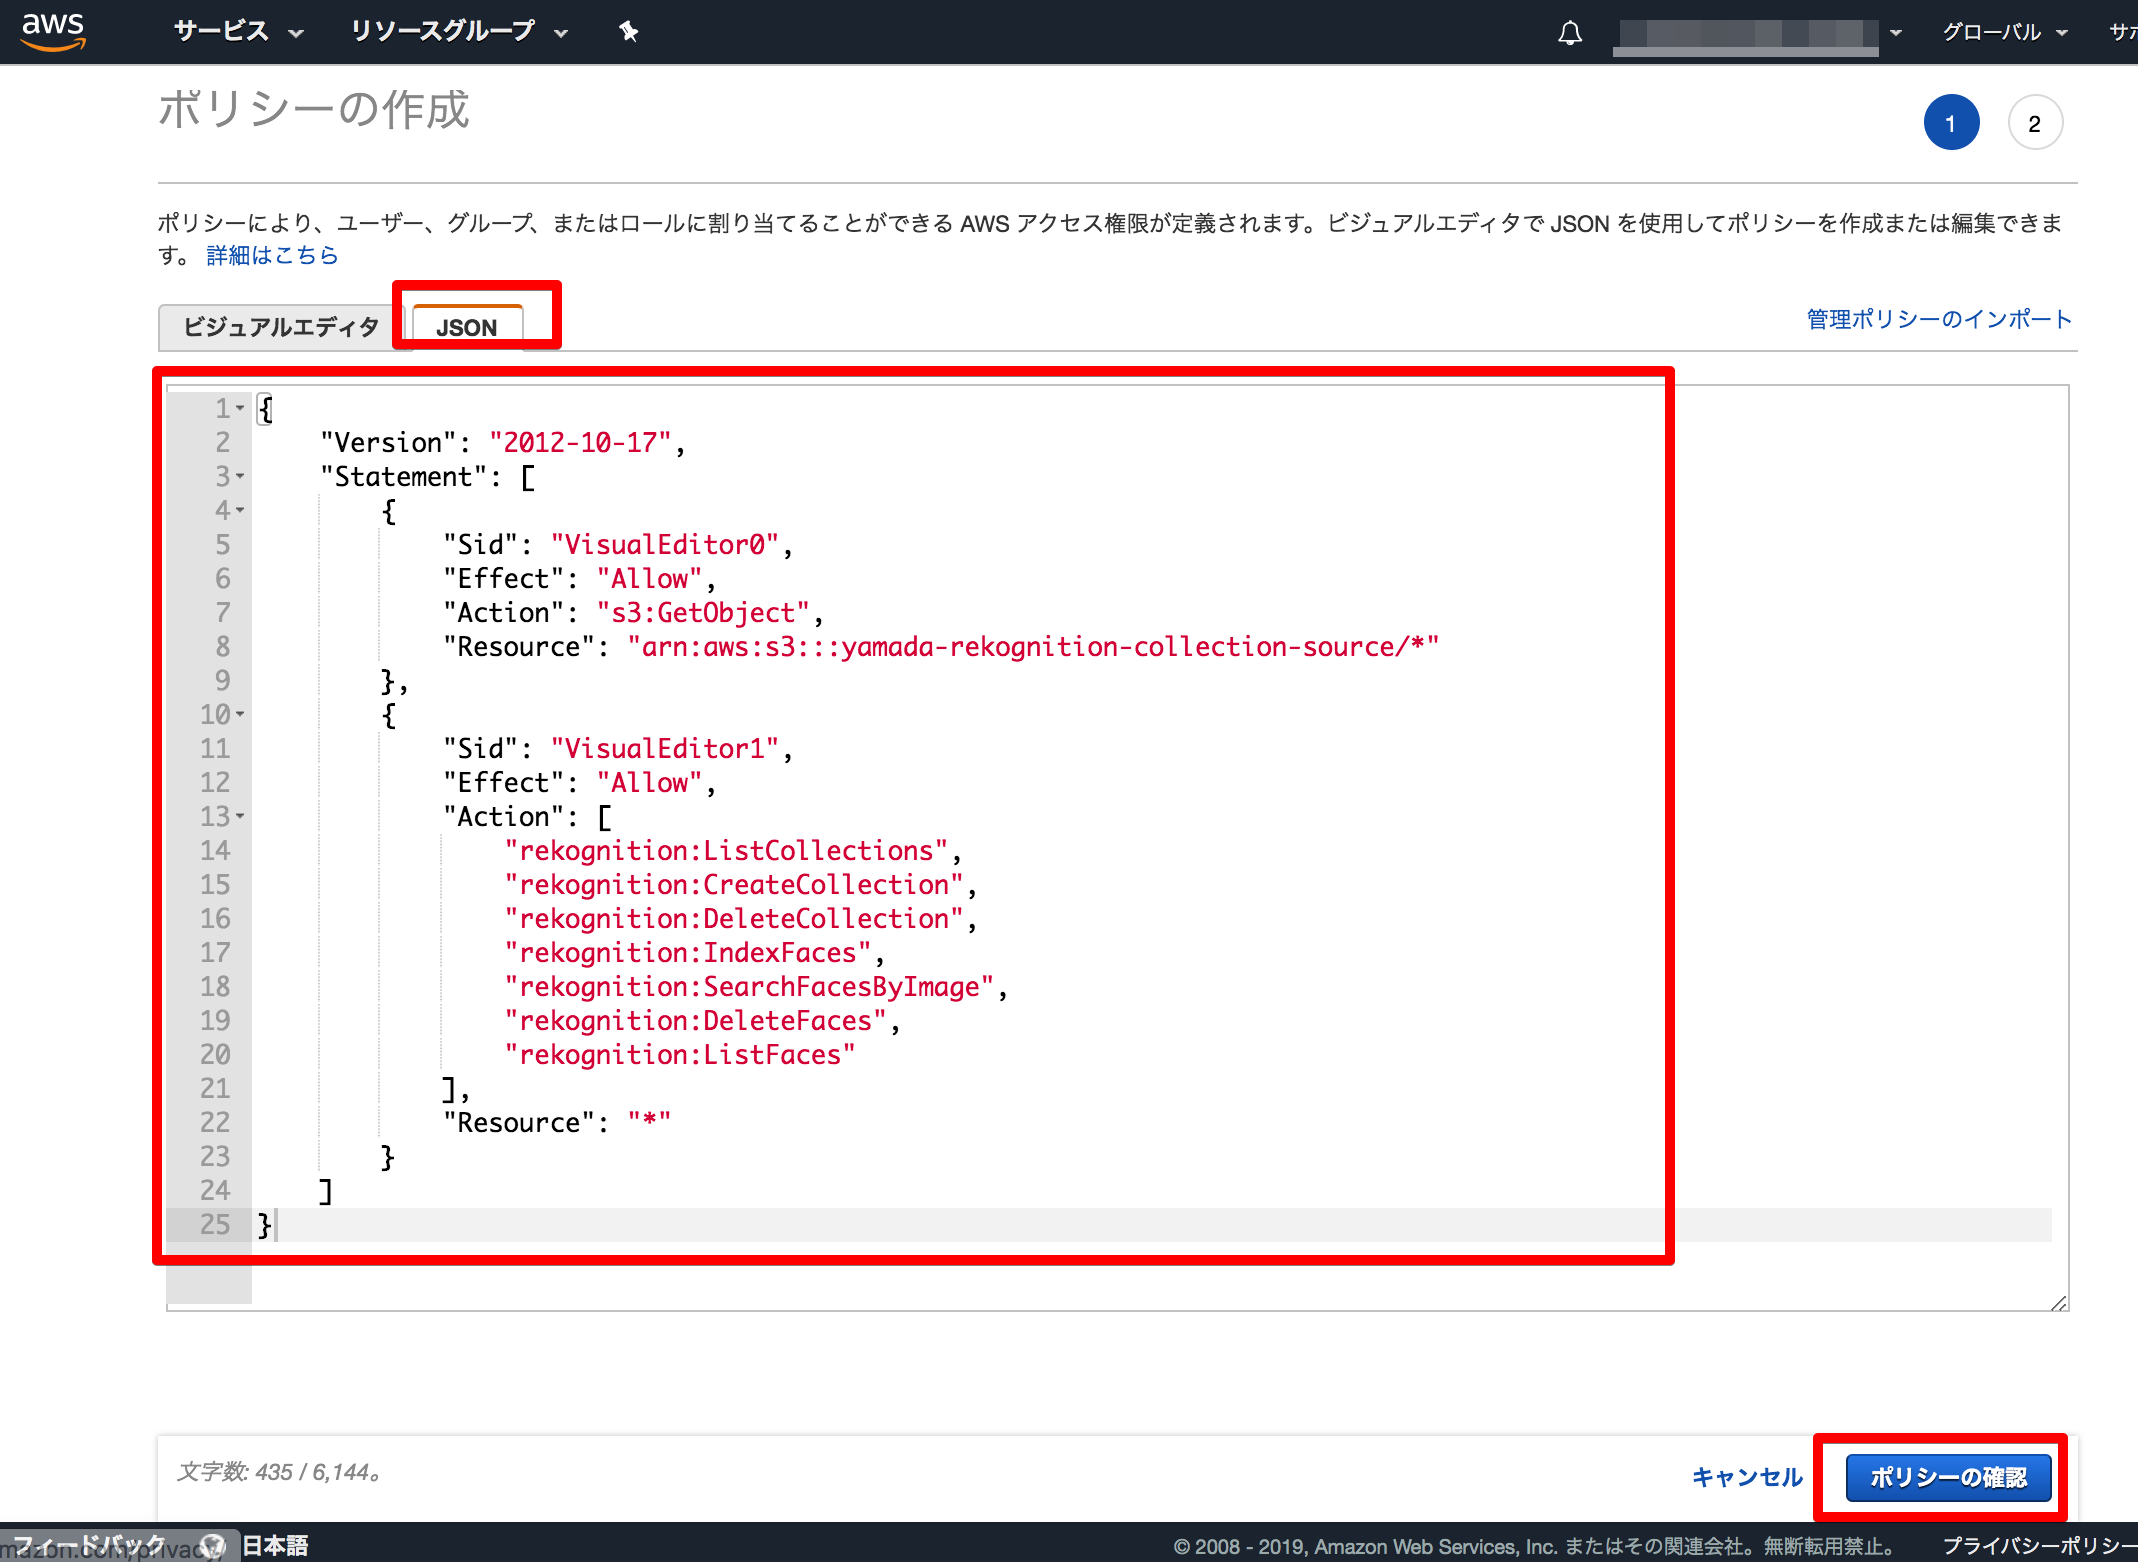 aws サービス リソースグループ グローバル サポ
ポリシーの作成
1 2
ポリシーにより、ユーザー、グループ、またはロールに割り当てることができる AWS アクセス権限が定義されます。ビジュアルエディタで JSON を使用してポリシーを作成または編集できま
す。 詳細はこちら
ビジュアルエディタ JSON 管理ポリシーのインポート
1 {
2 "Version": "2012-10-17",
3 "Statement": [
4 {
5 "Sid": "VisualEditor0",
6 "Effect": "Allow",
7 "Action": "s3:GetObject",
8 "Resource": "arn:aws:s3:::yamada-rekognition-collection-source/*"
9 },
10 {
11 "Sid": "VisualEditor1",
12 "Effect": "Allow",
13 "Action": [
14 "rekognition:ListCollections",
15 "rekognition:CreateCollection",
16 "rekognition:DeleteCollection",
17 "rekognition:IndexFaces",
18 "rekognition:SearchFacesByImage",
19 "rekognition:DeleteFaces",
20 "rekognition:ListFaces"
21 ],
22 "Resource": "*"
23 }
24 ]
25 }
文字数: 435 / 6,144。
キャンセル ポリシーの確認
フィードバック 日本語 © 2008 - 2019, Amazon Web Services, Inc. またはその関連会社。無断転用禁止。 プライバシーポリシー